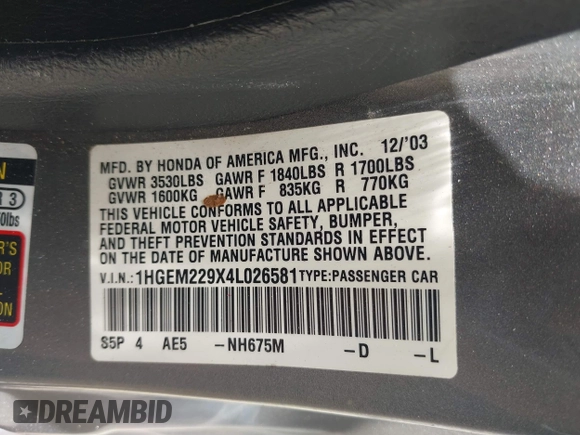 MFD. BY HONDA OF AMERICA MFG., INC. 12/'03
GVWR 3530LBS GAWR F 1840LBS R 1700LBS
GVWR 1600KG GAWR F 835KG R 770KG
THIS VEHICLE CONFORMS TO ALL APPLICABLE
FEDERAL MOTOR VEHICLE SAFETY, BUMPER,
AND THEFT PREVENTION STANDARDS IN EFFECT
ON THE DATE OF MANUFACTURE SHOWN ABOVE.
V.I.N.: 1HGEM229X4L026581 TYPE:PASSENGER CAR
S5P 4 AE5 -NH675M -D -L
3
lbs
DREAMBID